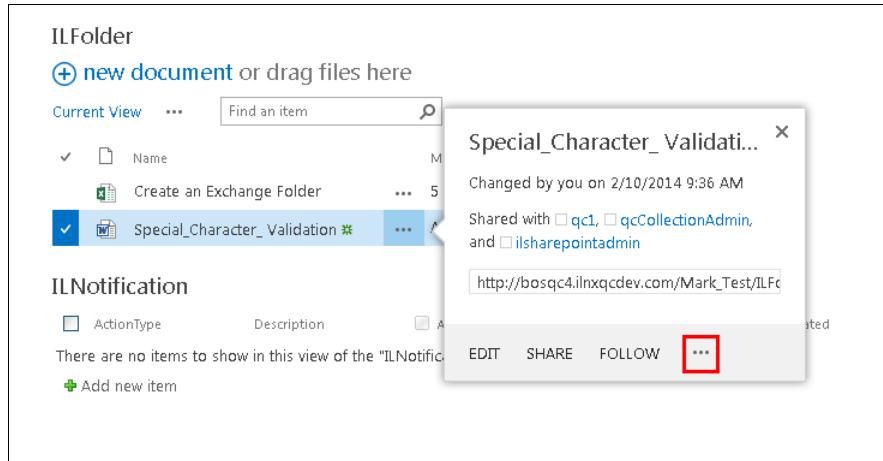 ILFolder
new document or drag files here
Current View ••• Find an item
Name M
Create an Exchange Folder ••• 5
Special_Character_ Validation ••• A
Special_Character_ Validati...
Changed by you on 2/10/2014 9:36 AM
Shared with qc1, qcCollectionAdmin,
and ilsharepointadmin
http://bosqc4.ilnxqcdev.com/Mark_Test/ILFo
EDIT SHARE FOLLOW •••
ILNotification
ActionType Description A ated
There are no items to show in this view of the "ILNotific
Add new item